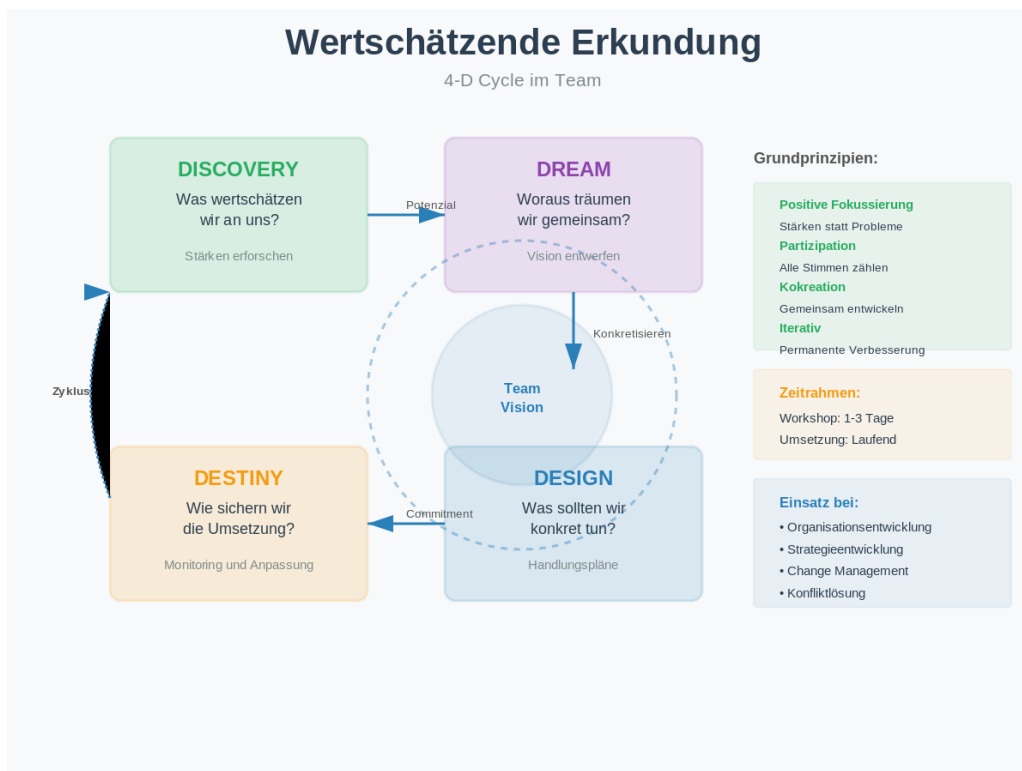 Wertschätzende Erkundung
4-D Cycle im Team
DISCOVERY
Was wertschätzen
wir an uns?
Stärken erforschen
Potenzial
DREAM
Woraus träumen
wir gemeinsam?
Vision entwerfen
Konkretisieren
Team
Vision
Zyklus
DESTINY
Wie sichern wir
die Umsetzung?
Monitoring und Anpassung
Commitment
DESIGN
Was sollten wir
konkret tun?
Handlungspläne
Grundprinzipien:
Positive Fokussierung
Stärken statt Probleme
Partizipation
Alle Stimmen zählen
Kokreation
Gemeinsam entwickeln
Iterativ
Permanente Verbesserung
Zeitrahmen:
Workshop: 1-3 Tage
Umsetzung: Laufend
Einsatz bei:
• Organisationsentwicklung
• Strategieentwicklung
• Change Management
• Konfliktlösung